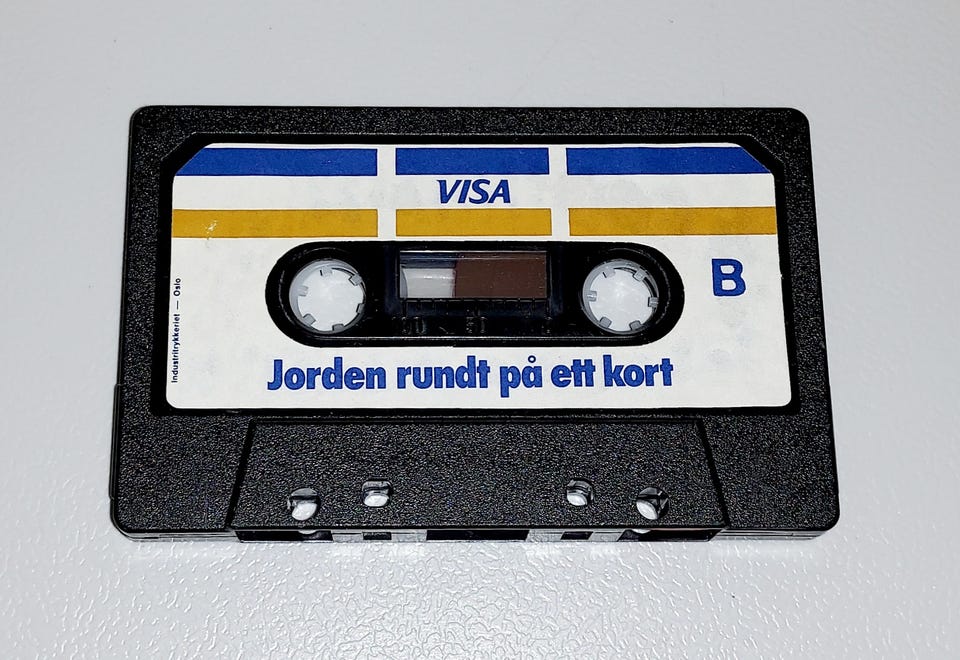 VISA
B
Industritrykkeriet — Oslo
Jorden rundt på ett kort